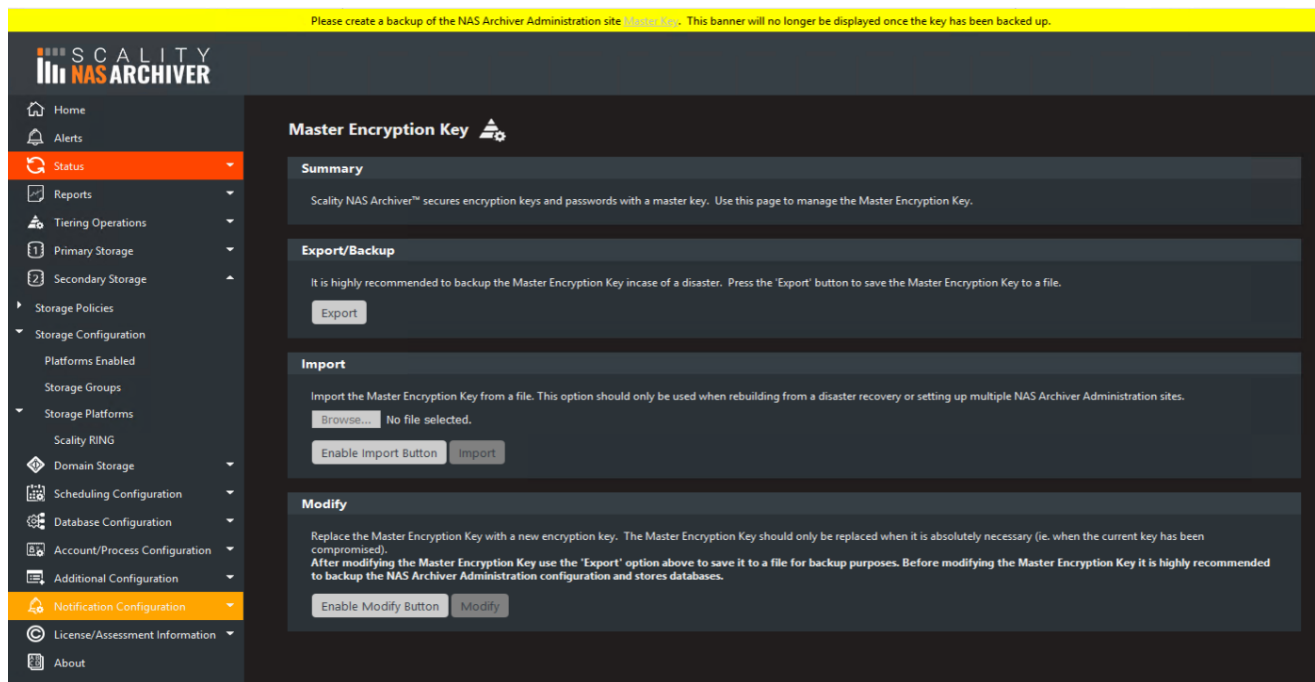 Please create a backup of the NAS Archiver Administration site Master Key. This banner will no longer be displayed once the key has been backed up.
SCALITY
NAS ARCHIVER
Home
Alerts
Status
Reports
Tiering Operations
1 Primary Storage
2 Secondary Storage
Storage Policies
Storage Configuration
Platforms Enabled
Storage Groups
Storage Platforms
Scality RING
Domain Storage
Scheduling Configuration
Database Configuration
Account/Process Configuration
Additional Configuration
Notification Configuration
License/Assessment Information
About
Master Encryption Key
Summary
Scality NAS Archiver™ secures encryption keys and passwords with a master key. Use this page to manage the Master Encryption Key.
Export/Backup
It is highly recommended to backup the Master Encryption Key incase of a disaster. Press the 'Export' button to save the Master Encryption Key to a file.
Export
Import
Import the Master Encryption Key from a file. This option should only be used when rebuilding from a disaster recovery or setting up multiple NAS Archiver Administration sites.
Browse... No file selected.
Enable Import Button Import
Modify
Replace the Master Encryption Key with a new encryption key. The Master Encryption Key should only be replaced when it is absolutely necessary (ie. when the current key has been
compromised).
After modifying the Master Encryption Key use the 'Export' option above to save it to a file for backup purposes. Before modifying the Master Encryption Key it is highly recommended
to backup the NAS Archiver Administration configuration and stores databases.
Enable Modify Button Modify